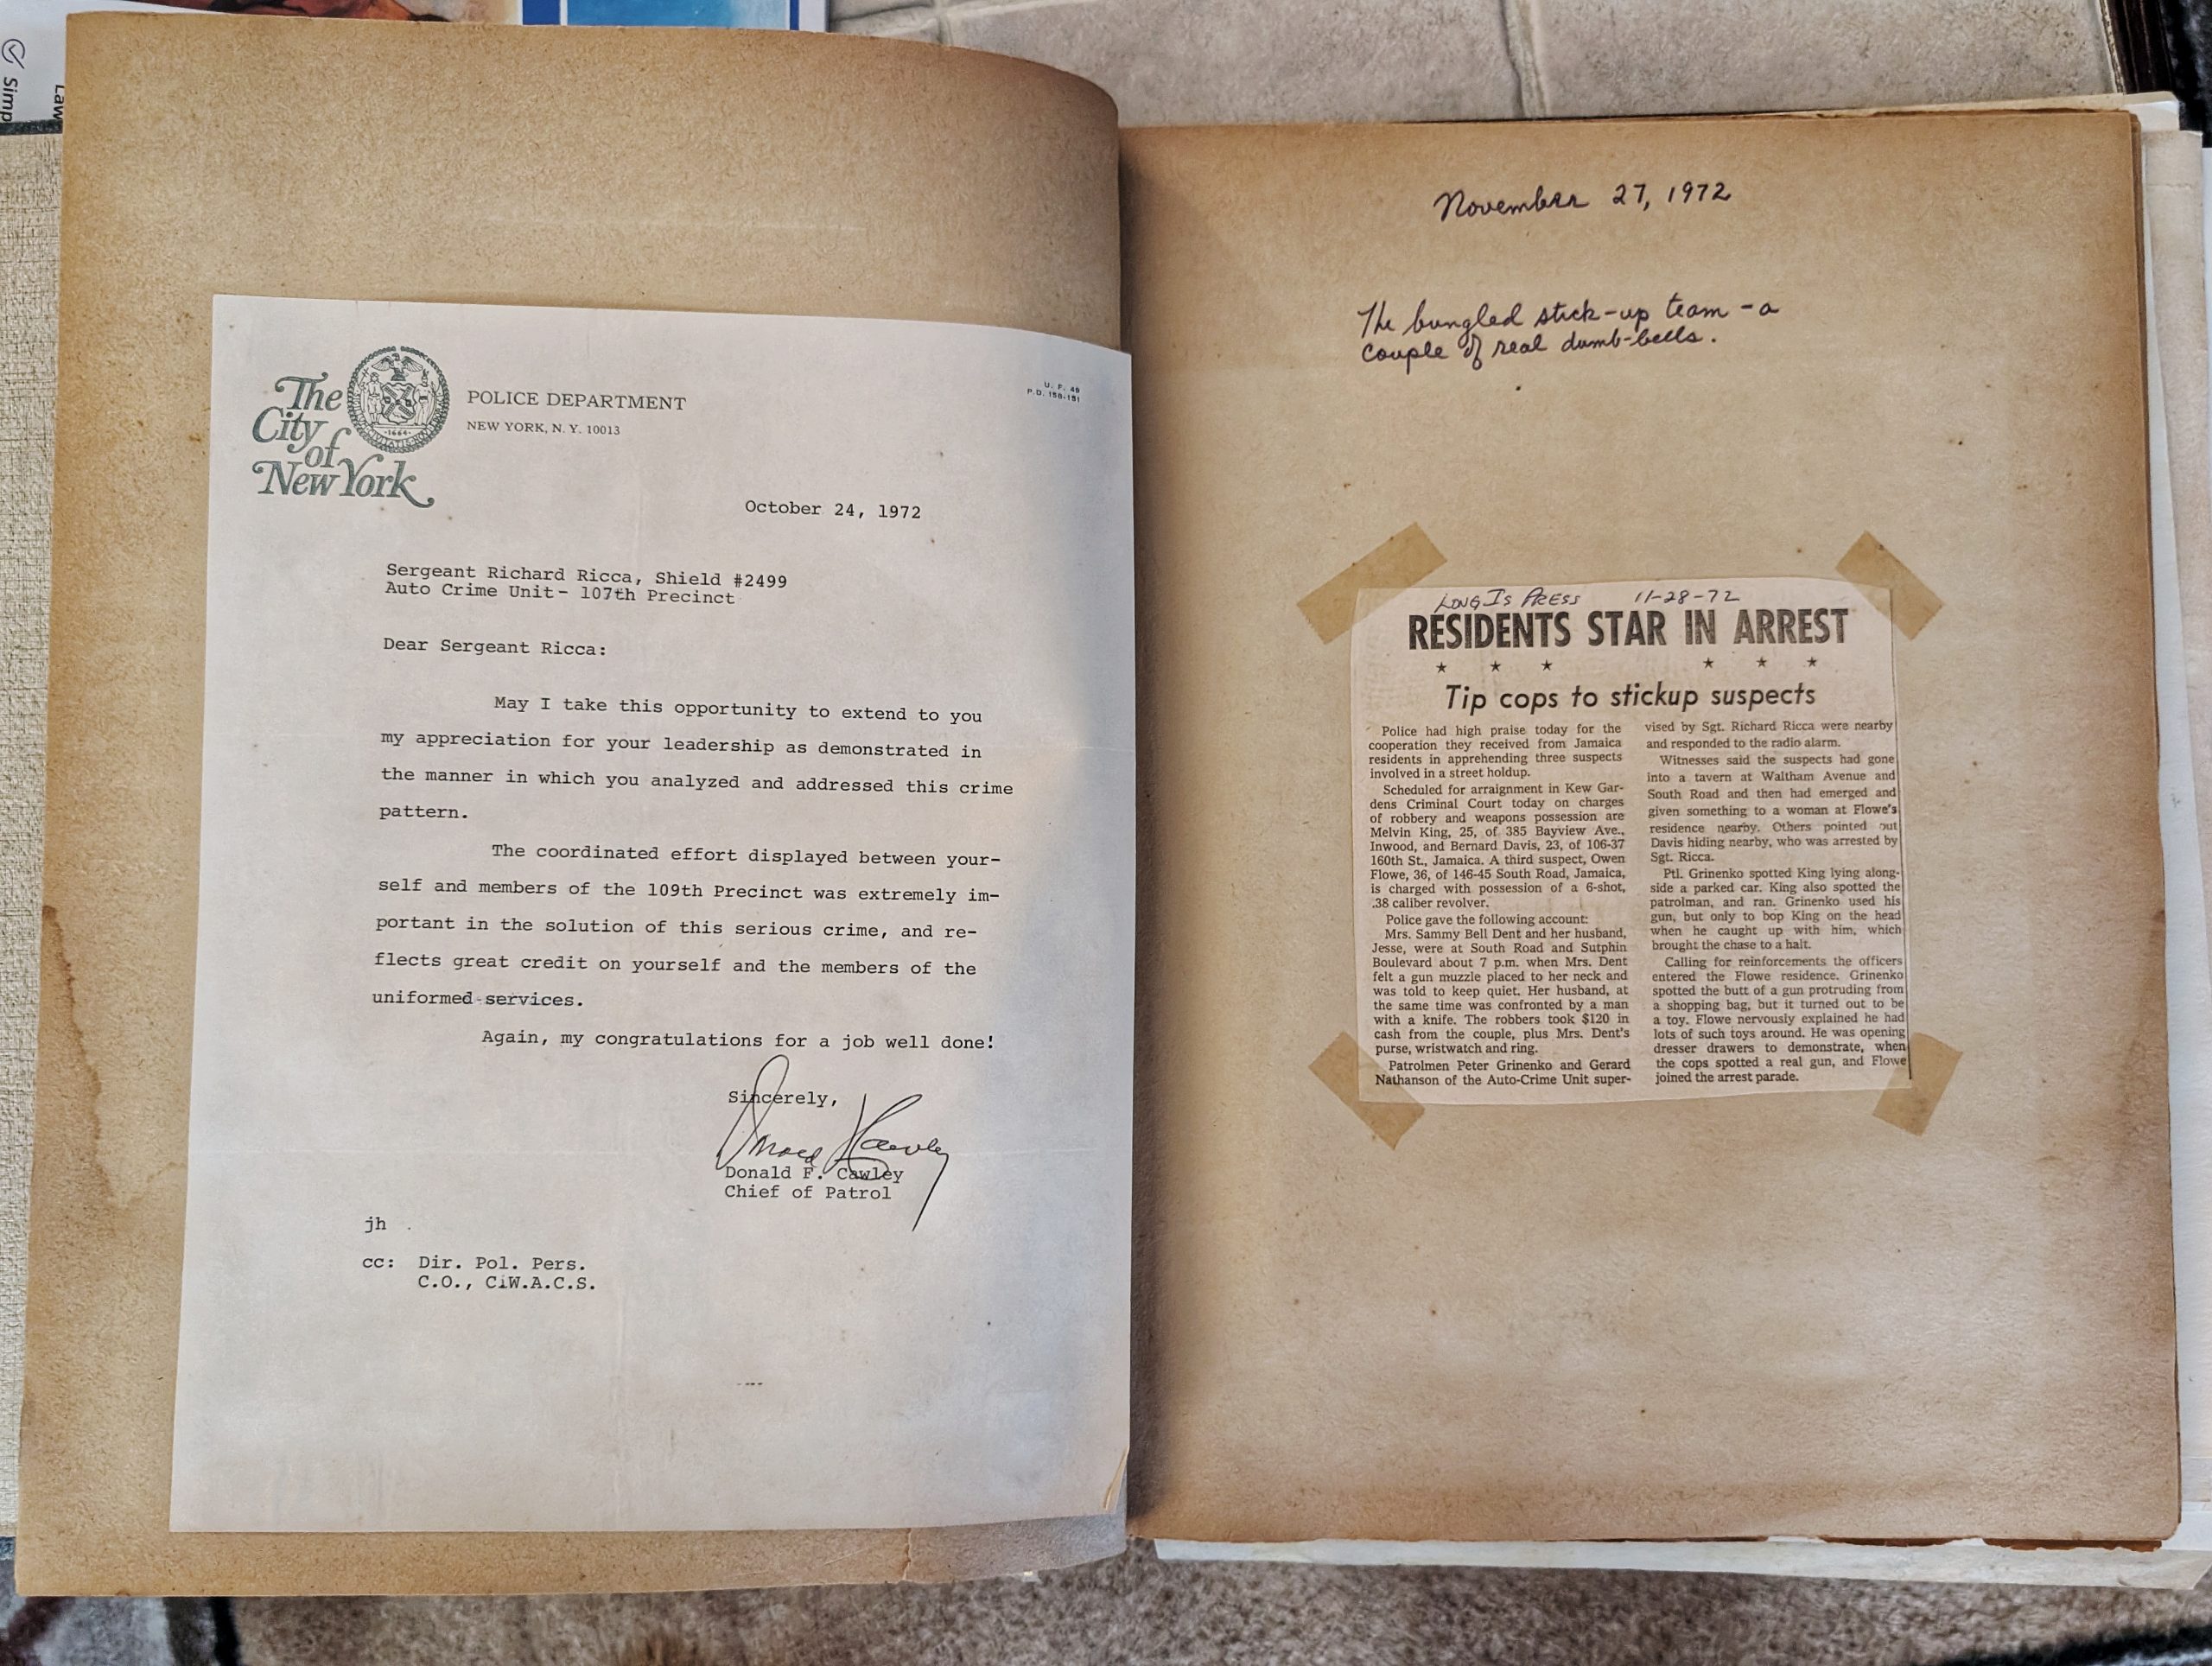 Simp
Law
The
City
of
New York
POLICE DEPARTMENT
NEW YORK, N. Y. 10013
U. F. 49
P.D. 158-151
October 24, 1972
Sergeant Richard Ricca, Shield #2499
Auto Crime Unit- 107th Precinct
Dear Sergeant Ricca:
May I take this opportunity to extend to you
my appreciation for your leadership as demonstrated in
the manner in which you analyzed and addressed this crime
pattern.
The coordinated effort displayed between your-
self and members of the 109th Precinct was extremely im-
portant in the solution of this serious crime, and re-
flects great credit on yourself and the members of the
uniformed services.
Again, my congratulations for a job well done!
Sincerely,
Donald F. Cawley
Donald F. Cawley
Chief of Patrol
jh
cc: Dir. Pol. Pers.
C.O., C.W.A.C.S.
November 27, 1972
The bungled stick-up team - a
couple of real dumb-bells.
LONG IS PRESS 11-28-72
RESIDENTS STAR IN ARREST
Tip cops to stickup suspects
Police had high praise today for the
cooperation they received from Jamaica
residents in apprehending three suspects
involved in a street holdup.
Scheduled for arraignment in Kew Gar-
dens Criminal Court today on charges
of robbery and weapons possession are
Melvin King, 25, of 385 Bayview Ave.,
Inwood, and Bernard Davis, 23, of 106-37
160th St., Jamaica. A third suspect, Owen
Flowe, 36, of 146-45 South Road, Jamaica,
is charged with possession of a 6-shot,
.38 caliber revolver.
Police gave the following account:
Mrs. Sammy Bell Dent and her husband,
Jesse, were at South Road and Sutphin
Boulevard about 7 p.m. when Mrs. Dent
felt a gun muzzle placed to her neck and
was told to keep quiet. Her husband, at
the same time was confronted by a man
with a knife. The robbers took $120 in
cash from the couple, plus Mrs. Dent's
purse, wristwatch and ring.
Patrolmen Peter Grinenko and Gerard
Nathanson of the Auto-Crime Unit super-
vised by Sgt. Richard Ricca were nearby
and responded to the radio alarm.
Witnesses said the suspects had gone
into a tavern at Waltham Avenue and
South Road and then had emerged and
given something to a woman at Flowe's
residence nearby. Others pointed out
Davis hiding nearby, who was arrested by
Sgt. Ricca.
Ptl. Grinenko spotted King lying along-
side a parked car. King also spotted the
patrolman, and ran. Grinenko used his
gun, but only to bop King on the head
when he caught up with him, which
brought the chase to a halt.
Calling for reinforcements the officers
entered the Flowe residence. Grinenko
spotted the butt of a gun protruding from
a shopping bag, but it turned out to be
a toy. Flowe nervously explained he had
lots of such toys around. He was opening
dresser drawers to demonstrate, when
the cops spotted a real gun, and Flowe
joined the arrest parade.